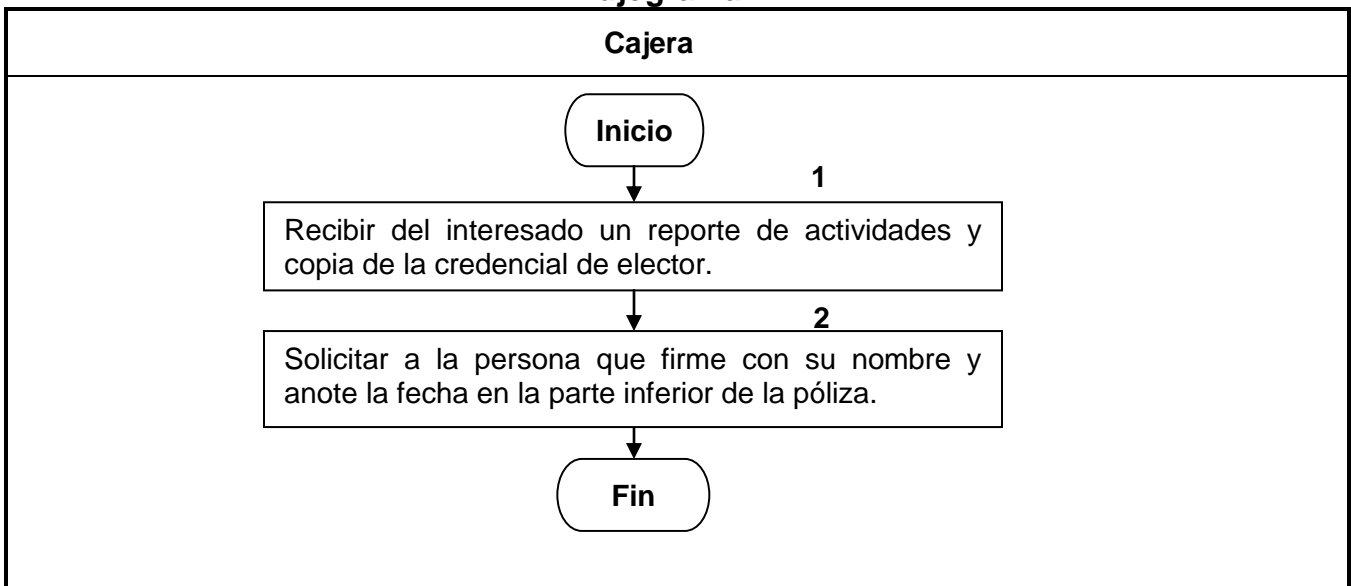 Cajera
Inicio
1
Recibir del interesado un reporte de actividades y
copia de la credencial de elector.
2
Solicitar a la persona que firme con su nombre y
anote la fecha en la parte inferior de la póliza.
Fin